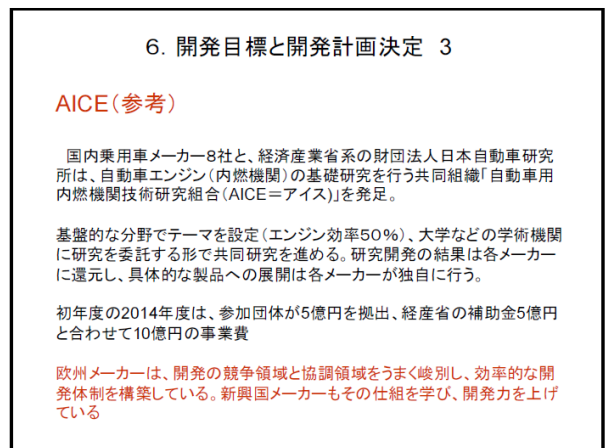 6. 開発目標と開発計画決定 3
AICE(参考)
国内乗用車メーカー8社と、経済産業省系の財団法人日本自動車研究
所は、自動車エンジン(内燃機関)の基礎研究を行う共同組織「自動車用
内燃機関技術研究組合(AICE=アイス)」を発足。
基盤的な分野でテーマを設定(エンジン効率50%)、大学などの学術機関
に研究を委託する形で共同研究を進める。研究開発の結果は各メーカー
に還元し、具体的な製品への展開は各メーカーが独自に行う。
初年度の2014年度は、参加団体が5億円を拠出、経産省の補助金5億円
と合わせて10億円の事業費
欧州メーカーは、開発の競争領域と協調領域をうまく峻別し、効率的な開
発体制を構築している。新興国メーカーもその仕組を学び、開発力を上げ
ている